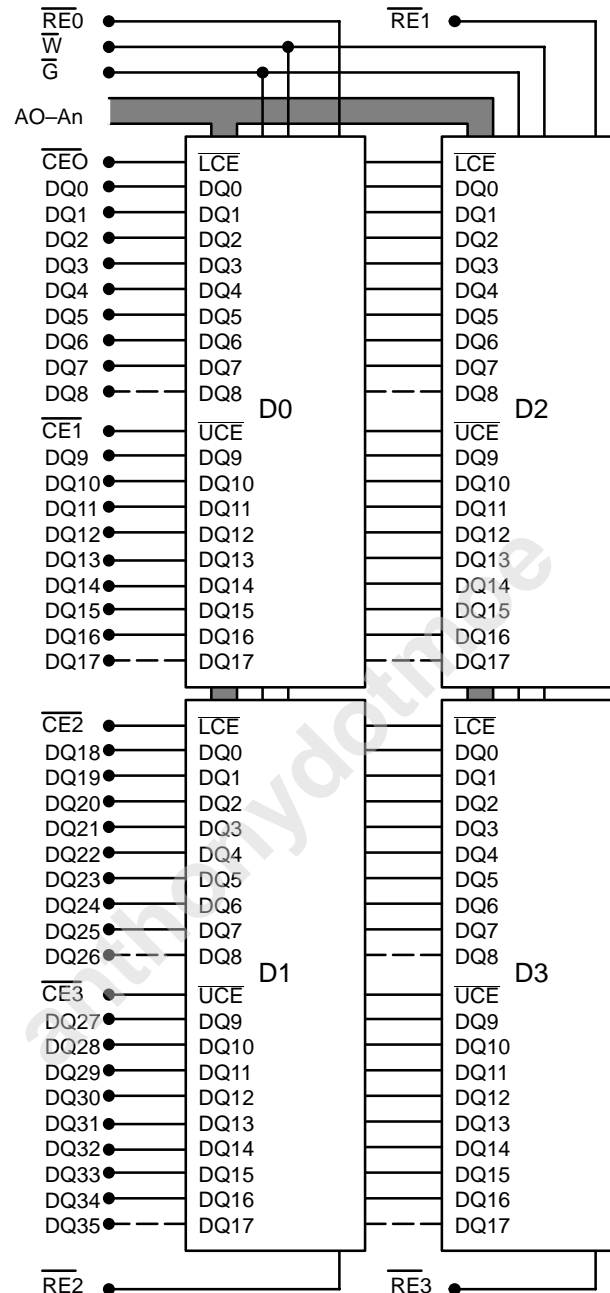 RE0 RE1
W
G
AO–An
CEO LCE LCE
DQ0 DQ0 DQ0
DQ1 DQ1 DQ1
DQ2 DQ2 DQ2
DQ3 DQ3 DQ3
DQ4 DQ4 DQ4
DQ5 DQ5 DQ5
DQ6 DQ6 DQ6
DQ7 DQ7 DQ7
DQ8 DQ8 DQ8
D0 D2
CE1 UCE UCE
DQ9 DQ9 DQ9
DQ10 DQ10 DQ10
DQ11 DQ11 DQ11
DQ12 DQ12 DQ12
DQ13 DQ13 DQ13
DQ14 DQ14 DQ14
DQ15 DQ15 DQ15
DQ16 DQ16 DQ16
DQ17 DQ17 DQ17
CE2 LCE LCE
DQ18 DQ0 DQ0
DQ19 DQ1 DQ1
DQ20 DQ2 DQ2
DQ21 DQ3 DQ3
DQ22 DQ4 DQ4
DQ23 DQ5 DQ5
DQ24 DQ6 DQ6
DQ25 DQ7 DQ7
DQ26 DQ8 DQ8
D1 D3
CE3 UCE UCE
DQ27 DQ9 DQ9
DQ28 DQ10 DQ10
DQ29 DQ11 DQ11
DQ30 DQ12 DQ12
DQ31 DQ13 DQ13
DQ32 DQ14 DQ14
DQ33 DQ15 DQ15
DQ34 DQ16 DQ16
DQ35 DQ17 DQ17
RE2 RE3
anthonydotmoe